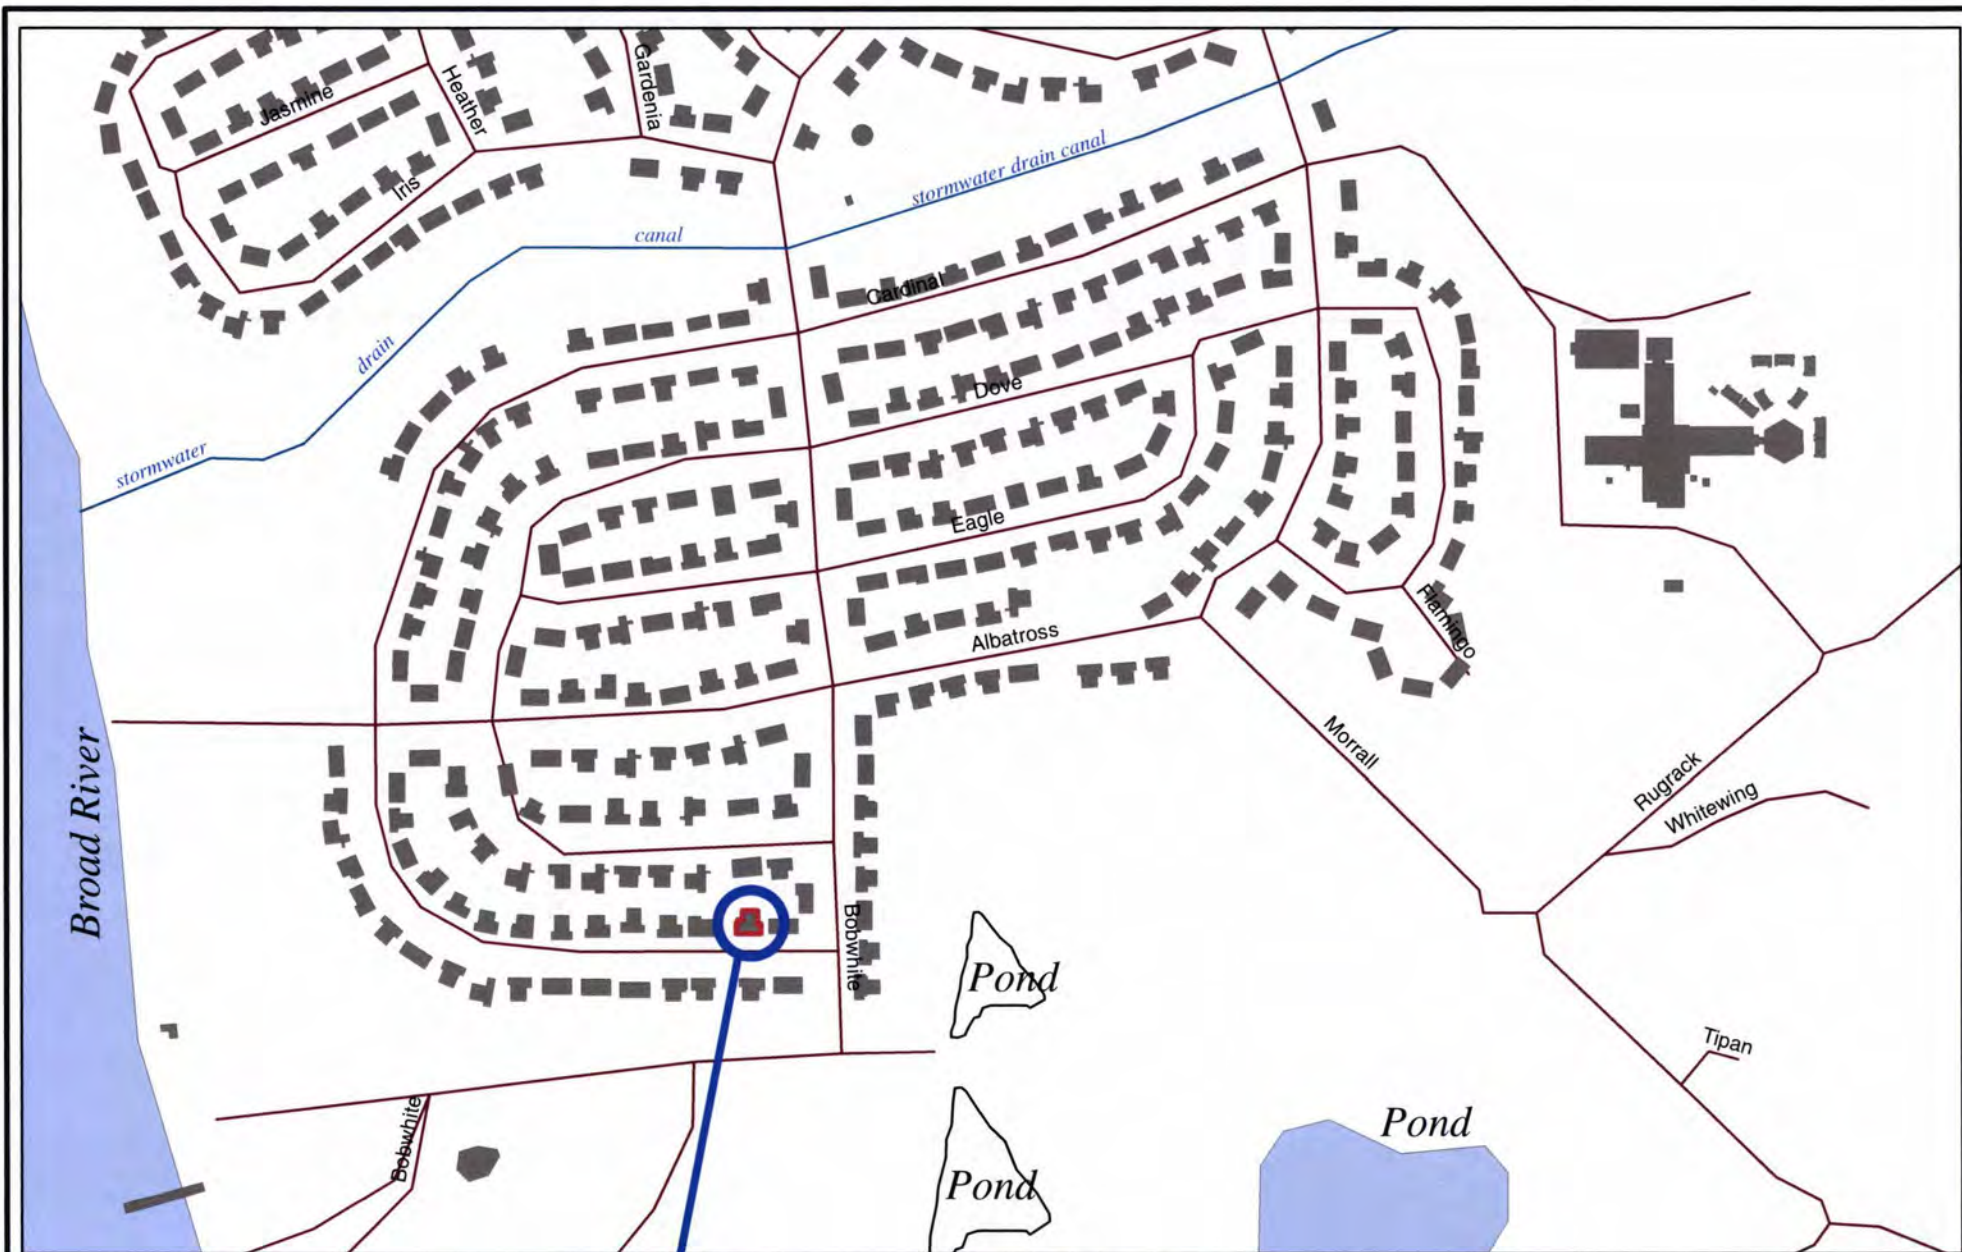 Gardenia
Heather
Jasmine
stormwater drain canal
Iris
canal
Cardinal
drain
Dove
stormwater
Eagle
Flamingo
Albatross
Morrall
Broad River
Rugrack
Whitewing
Bobwhite
Pond
Tipan
Pond
Bobwhite
Pond